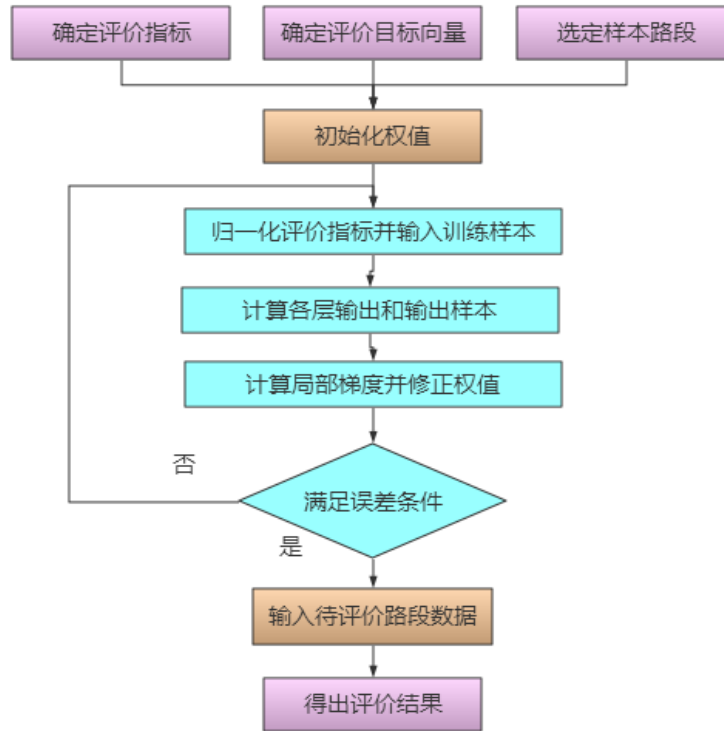 确定评价指标
确定评价目标向量
选定样本路段
初始化权值
归一化评价指标并输入训练样本
计算各层输出和输出样本
计算局部梯度并修正权值
否
满足误差条件
是
输入待评价路段数据
得出评价结果